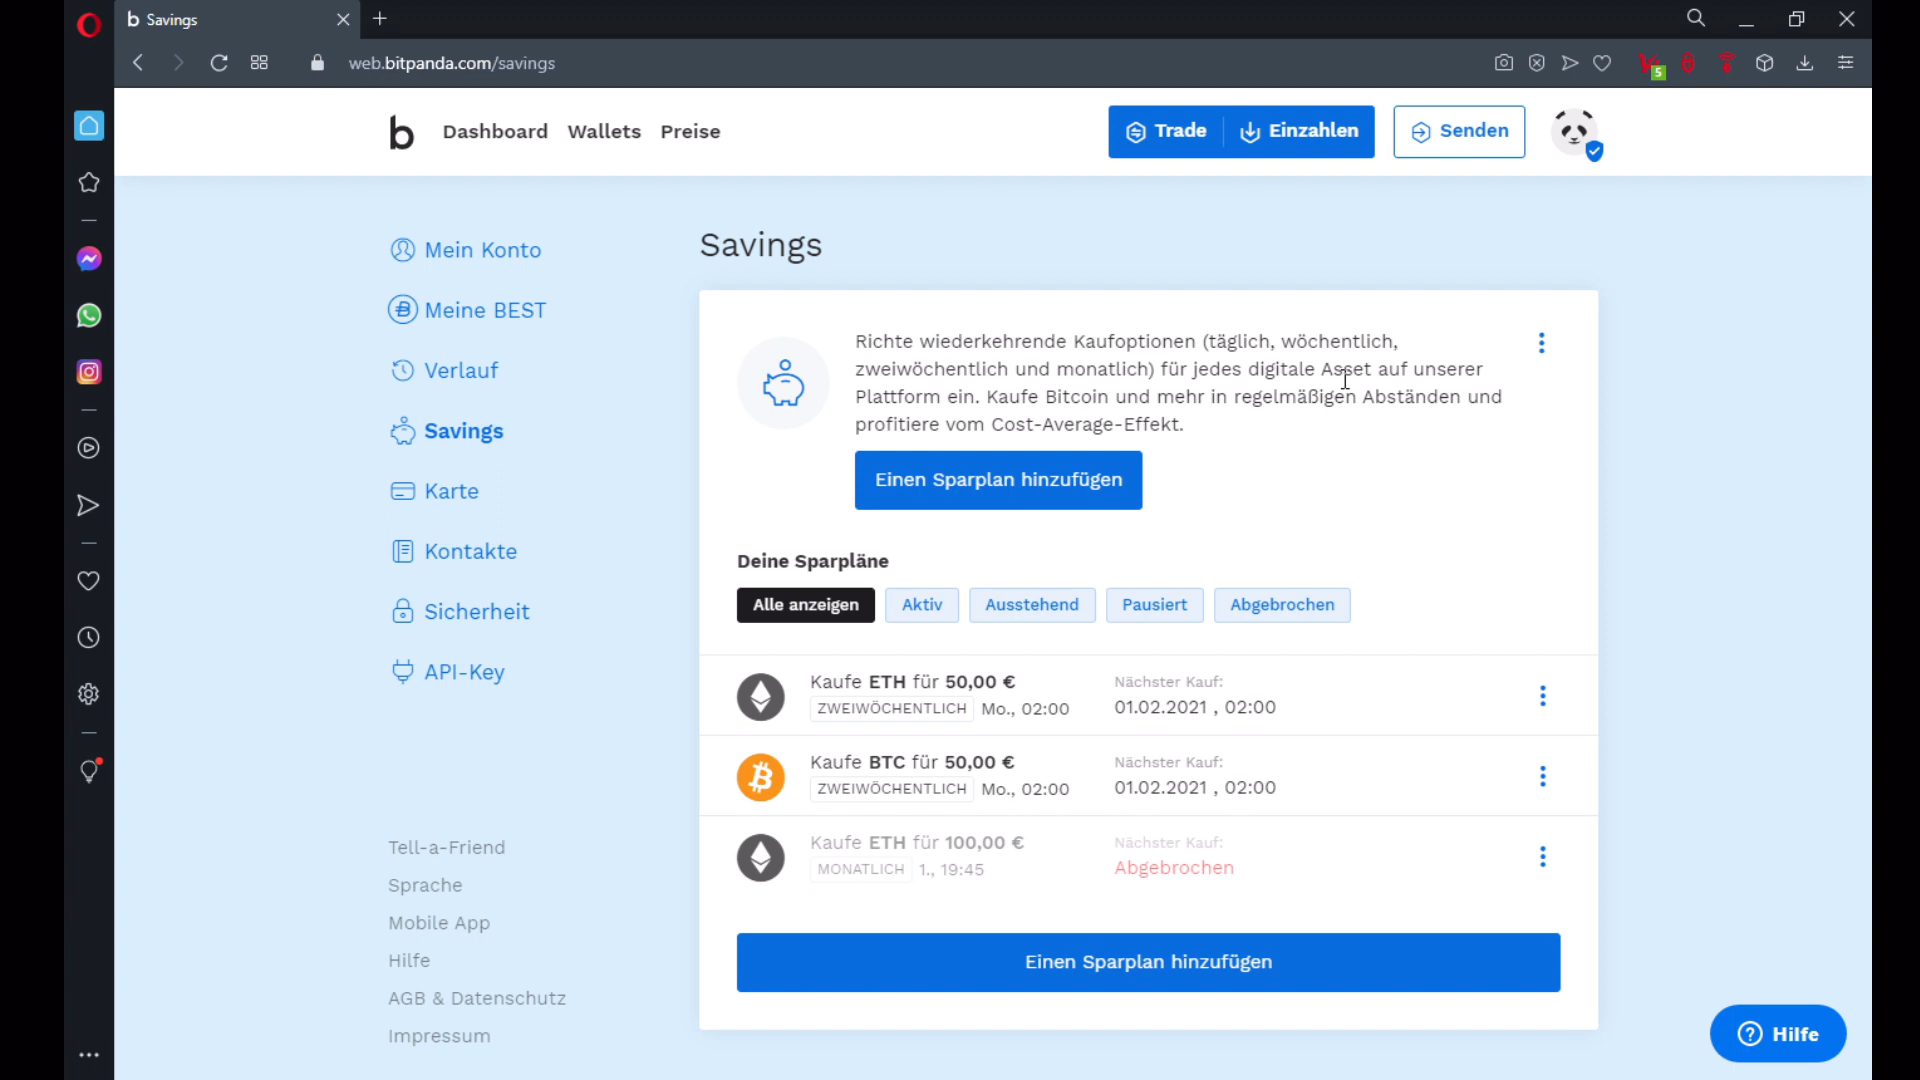 b Savings
web.bitpanda.com/savings
5
b
Dashboard Wallets Preise
Trade
Einzahlen
Senden
Mein Konto
Meine BEST
Verlauf
Savings
Karte
Kontakte
Sicherheit
API-Key
Tell-a-Friend
Sprache
Mobile App
Hilfe
AGB & Datenschutz
Impressum
Savings
Richte wiederkehrende Kaufoptionen (täglich, wöchentlich,
zweiwöchentlich und monatlich) für jedes digitale Asset auf unserer
Plattform ein. Kaufe Bitcoin und mehr in regelmäßigen Abständen und
profitiere vom Cost-Average-Effekt.
Einen Sparplan hinzufügen
Deine Sparpläne
Alle anzeigen Aktiv Ausstehend Pausiert Abgebrochen
Kaufe ETH für 50,00 €
ZWEIWÖCHENTLICH Mo., 02:00
Nächster Kauf:
01.02.2021 , 02:00
Kaufe BTC für 50,00 €
ZWEIWÖCHENTLICH Mo., 02:00
Nächster Kauf:
01.02.2021 , 02:00
Kaufe ETH für 100,00 €
MONATLICH 1., 19:45
Nächster Kauf:
Abgebrochen
Einen Sparplan hinzufügen
Hilfe